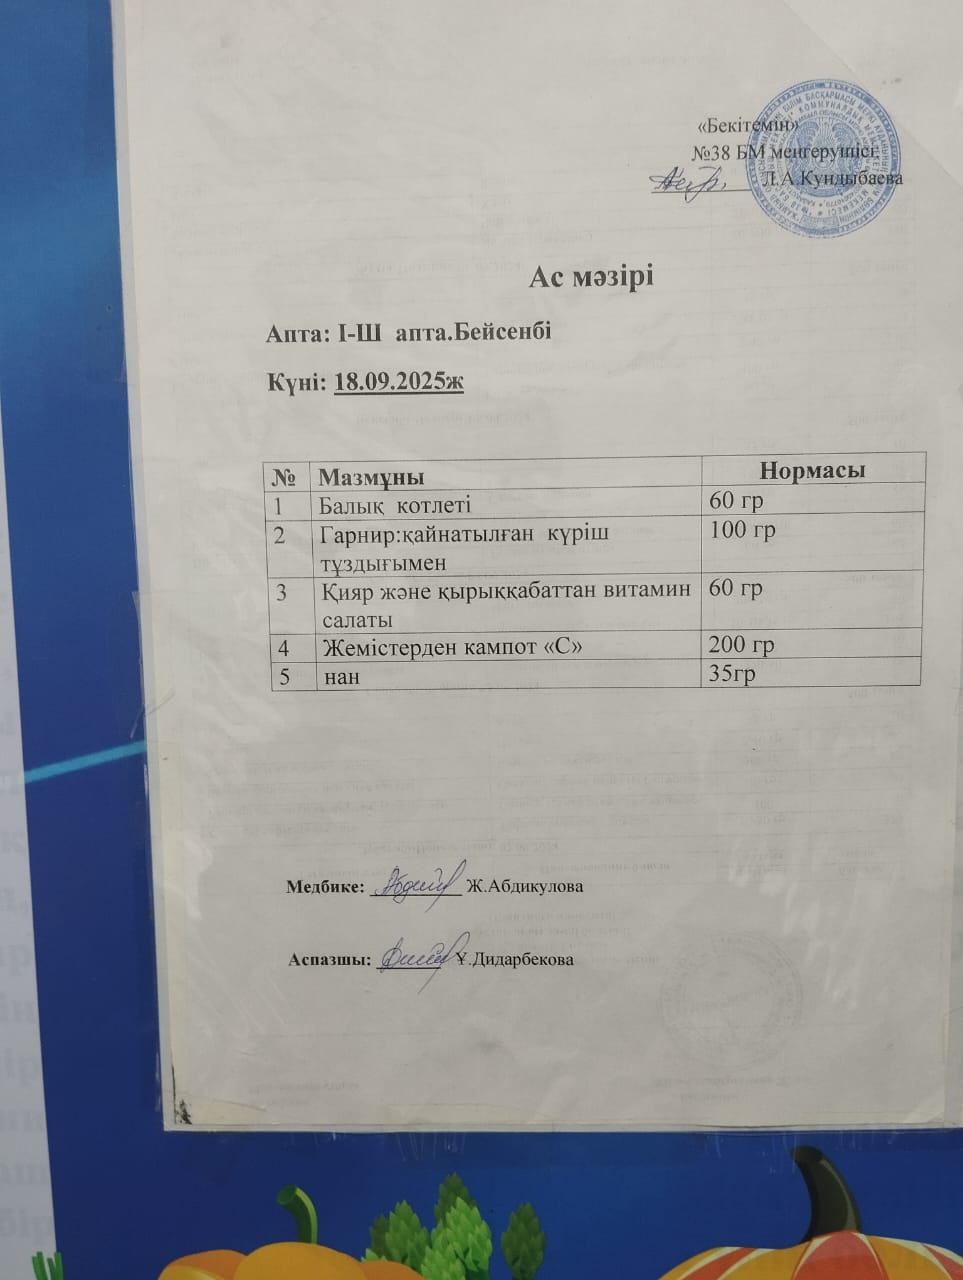 «Бекітемін»
№38 БМ меңгерушісі
Л.А.Кундыбаева
Ас мәзірі
Апта: І-Ш апта.Бейсенбі
Күні: 18.09.2025ж
№ Мазмұны Нормасы
1 Балық котлеті 60 гр
2 Гарнир:қайнатылған күріш 100 гр
тұздығымен
3 Қияр және қырыққабаттан витамин 60 гр
салаты
4 Жемістерден кампот «С» 200 гр
5 нан 35гр
Медбике: Ж.Абдикулова
Аспазшы: Ұ.Дидарбекова